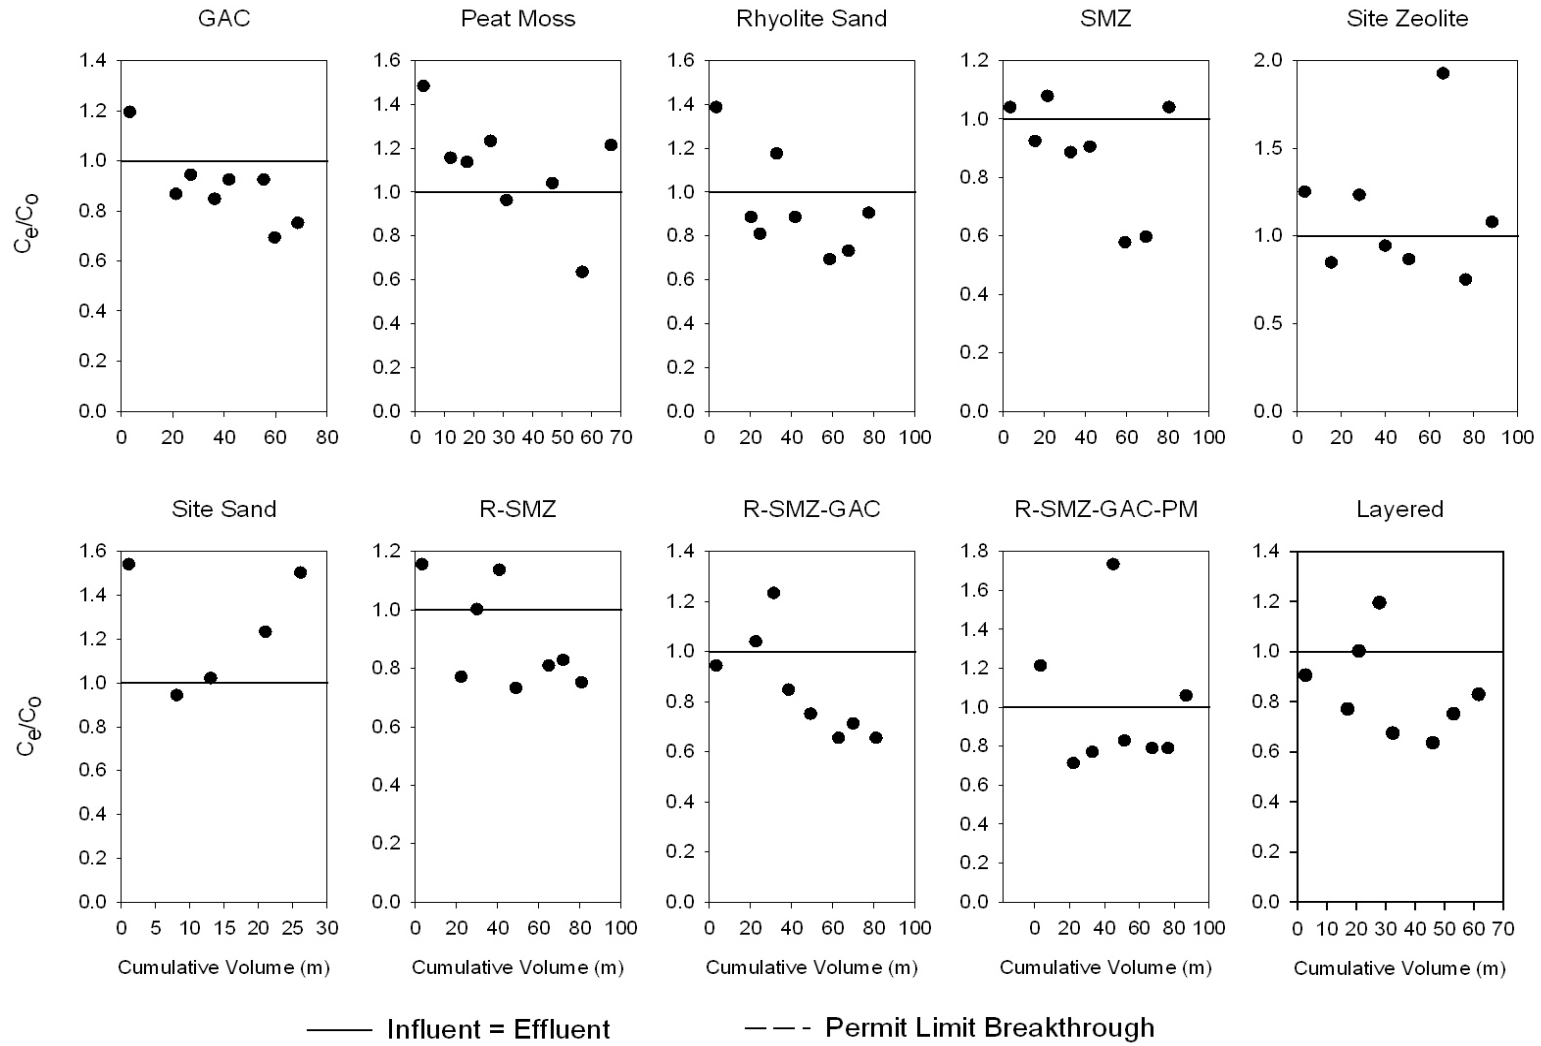 GAC Peat Moss Rhyolite Sand SMZ Site Zeolite
1.4 1.6 1.6 1.2 2.0
1.2 1.4 1.4 1.0 1.5
1.0 1.2 1.2 0.8 1.0
0.8 1.0 1.0 0.6 0.5
0.6 0.8 0.8 0.4 0.0
0.4 0.6 0.6 0.2
0.2 0.4 0.4 0.0
0.0 0.2 0.2
0.0 0.0
Ce/Co
0 20 40 60 80 0 10 20 30 40 50 60 70 0 20 40 60 80 100 0 20 40 60 80 100 0 20 40 60 80 100
Site Sand R-SMZ R-SMZ-GAC R-SMZ-GAC-PM Layered
1.6 1.2 1.4 1.8 1.4
1.4 1.0 1.2 1.6 1.2
1.2 0.8 1.0 1.4 1.0
1.0 0.6 0.8 1.2 0.8
0.8 0.4 0.6 1.0 0.6
0.6 0.2 0.4 0.8 0.4
0.4 0.0 0.2 0.6 0.2
0.2 0.0 0.4 0.0
0.0 0.2
0.0
Ce/Co
0 5 10 15 20 25 30 0 20 40 60 80 100 0 20 40 60 80 100 0 20 40 60 80 100 0 10 20 30 40 50 60 70
Cumulative Volume (m) Cumulative Volume (m) Cumulative Volume (m) Cumulative Volume (m) Cumulative Volume (m)
Influent = Effluent Permit Limit Breakthrough